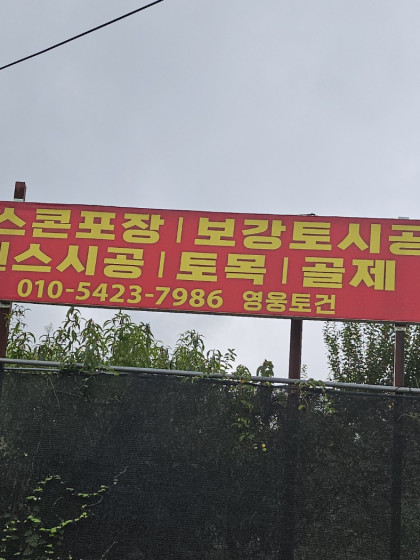 스콘포장 | 보강토시공
스시공 | 토목 | 골제
010-5423-7986 영웅토건